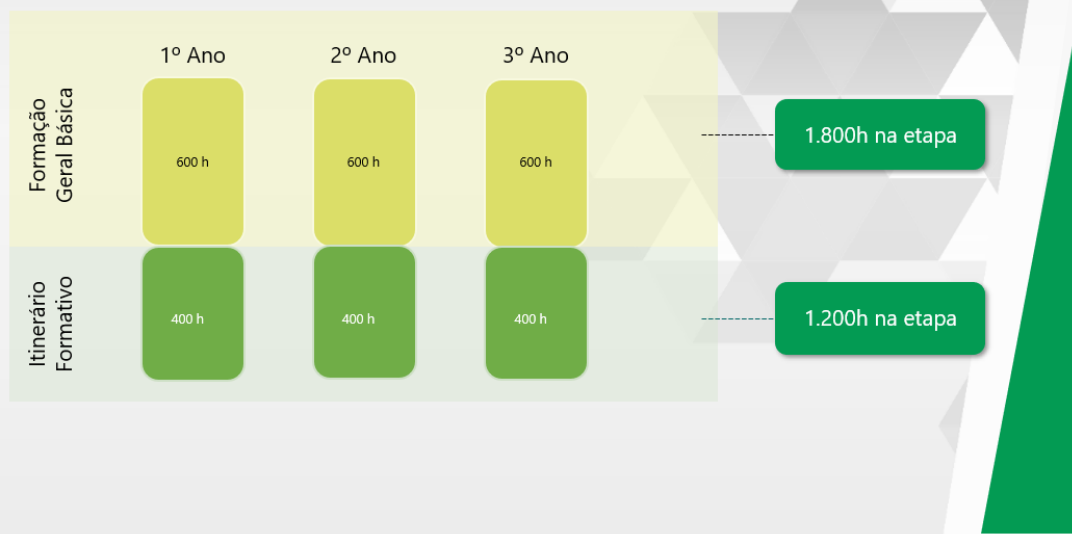 1º Ano
2º Ano
3º Ano
Formação
Geral Básica
600 h
600 h
600 h
1.800h na etapa
Itinerário
Formativo
400 h
400 h
400 h
1.200h na etapa